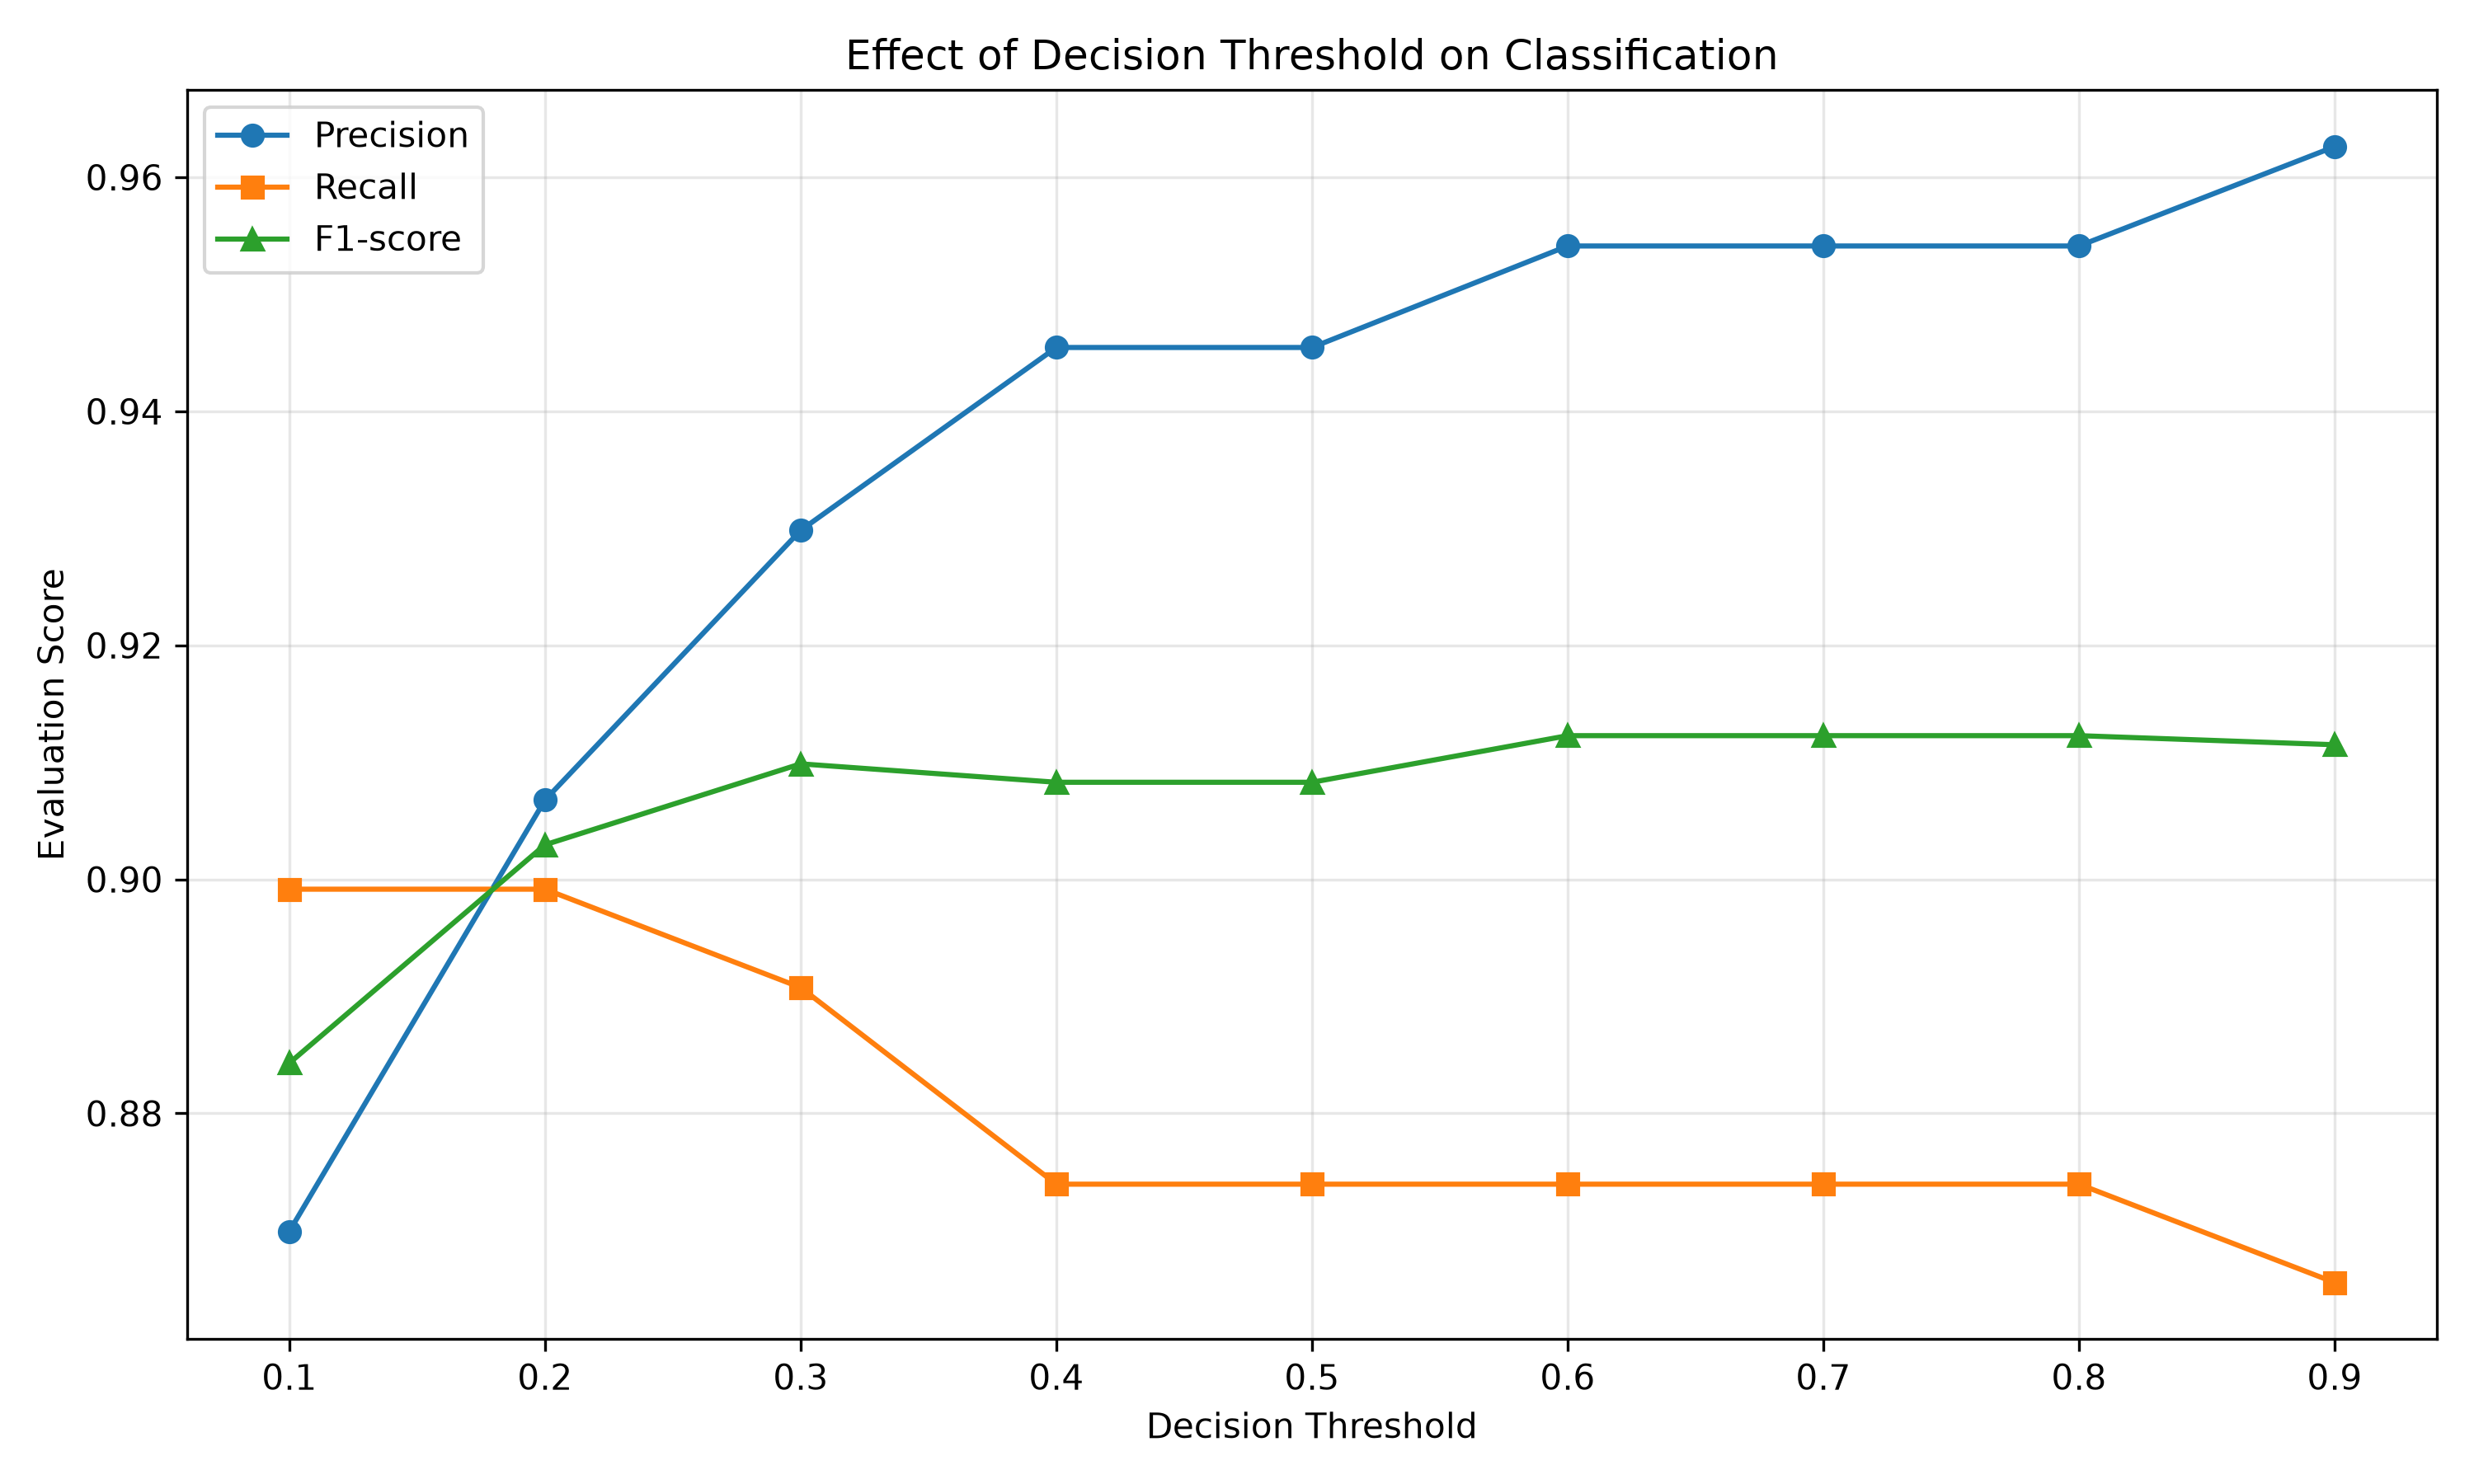 Effect of Decision Threshold on Classification
Precision
Recall
F1-score
Evaluation Score
0.96
0.94
0.92
0.90
0.88
0.1 0.2 0.3 0.4 0.5 0.6 0.7 0.8 0.9
Decision Threshold